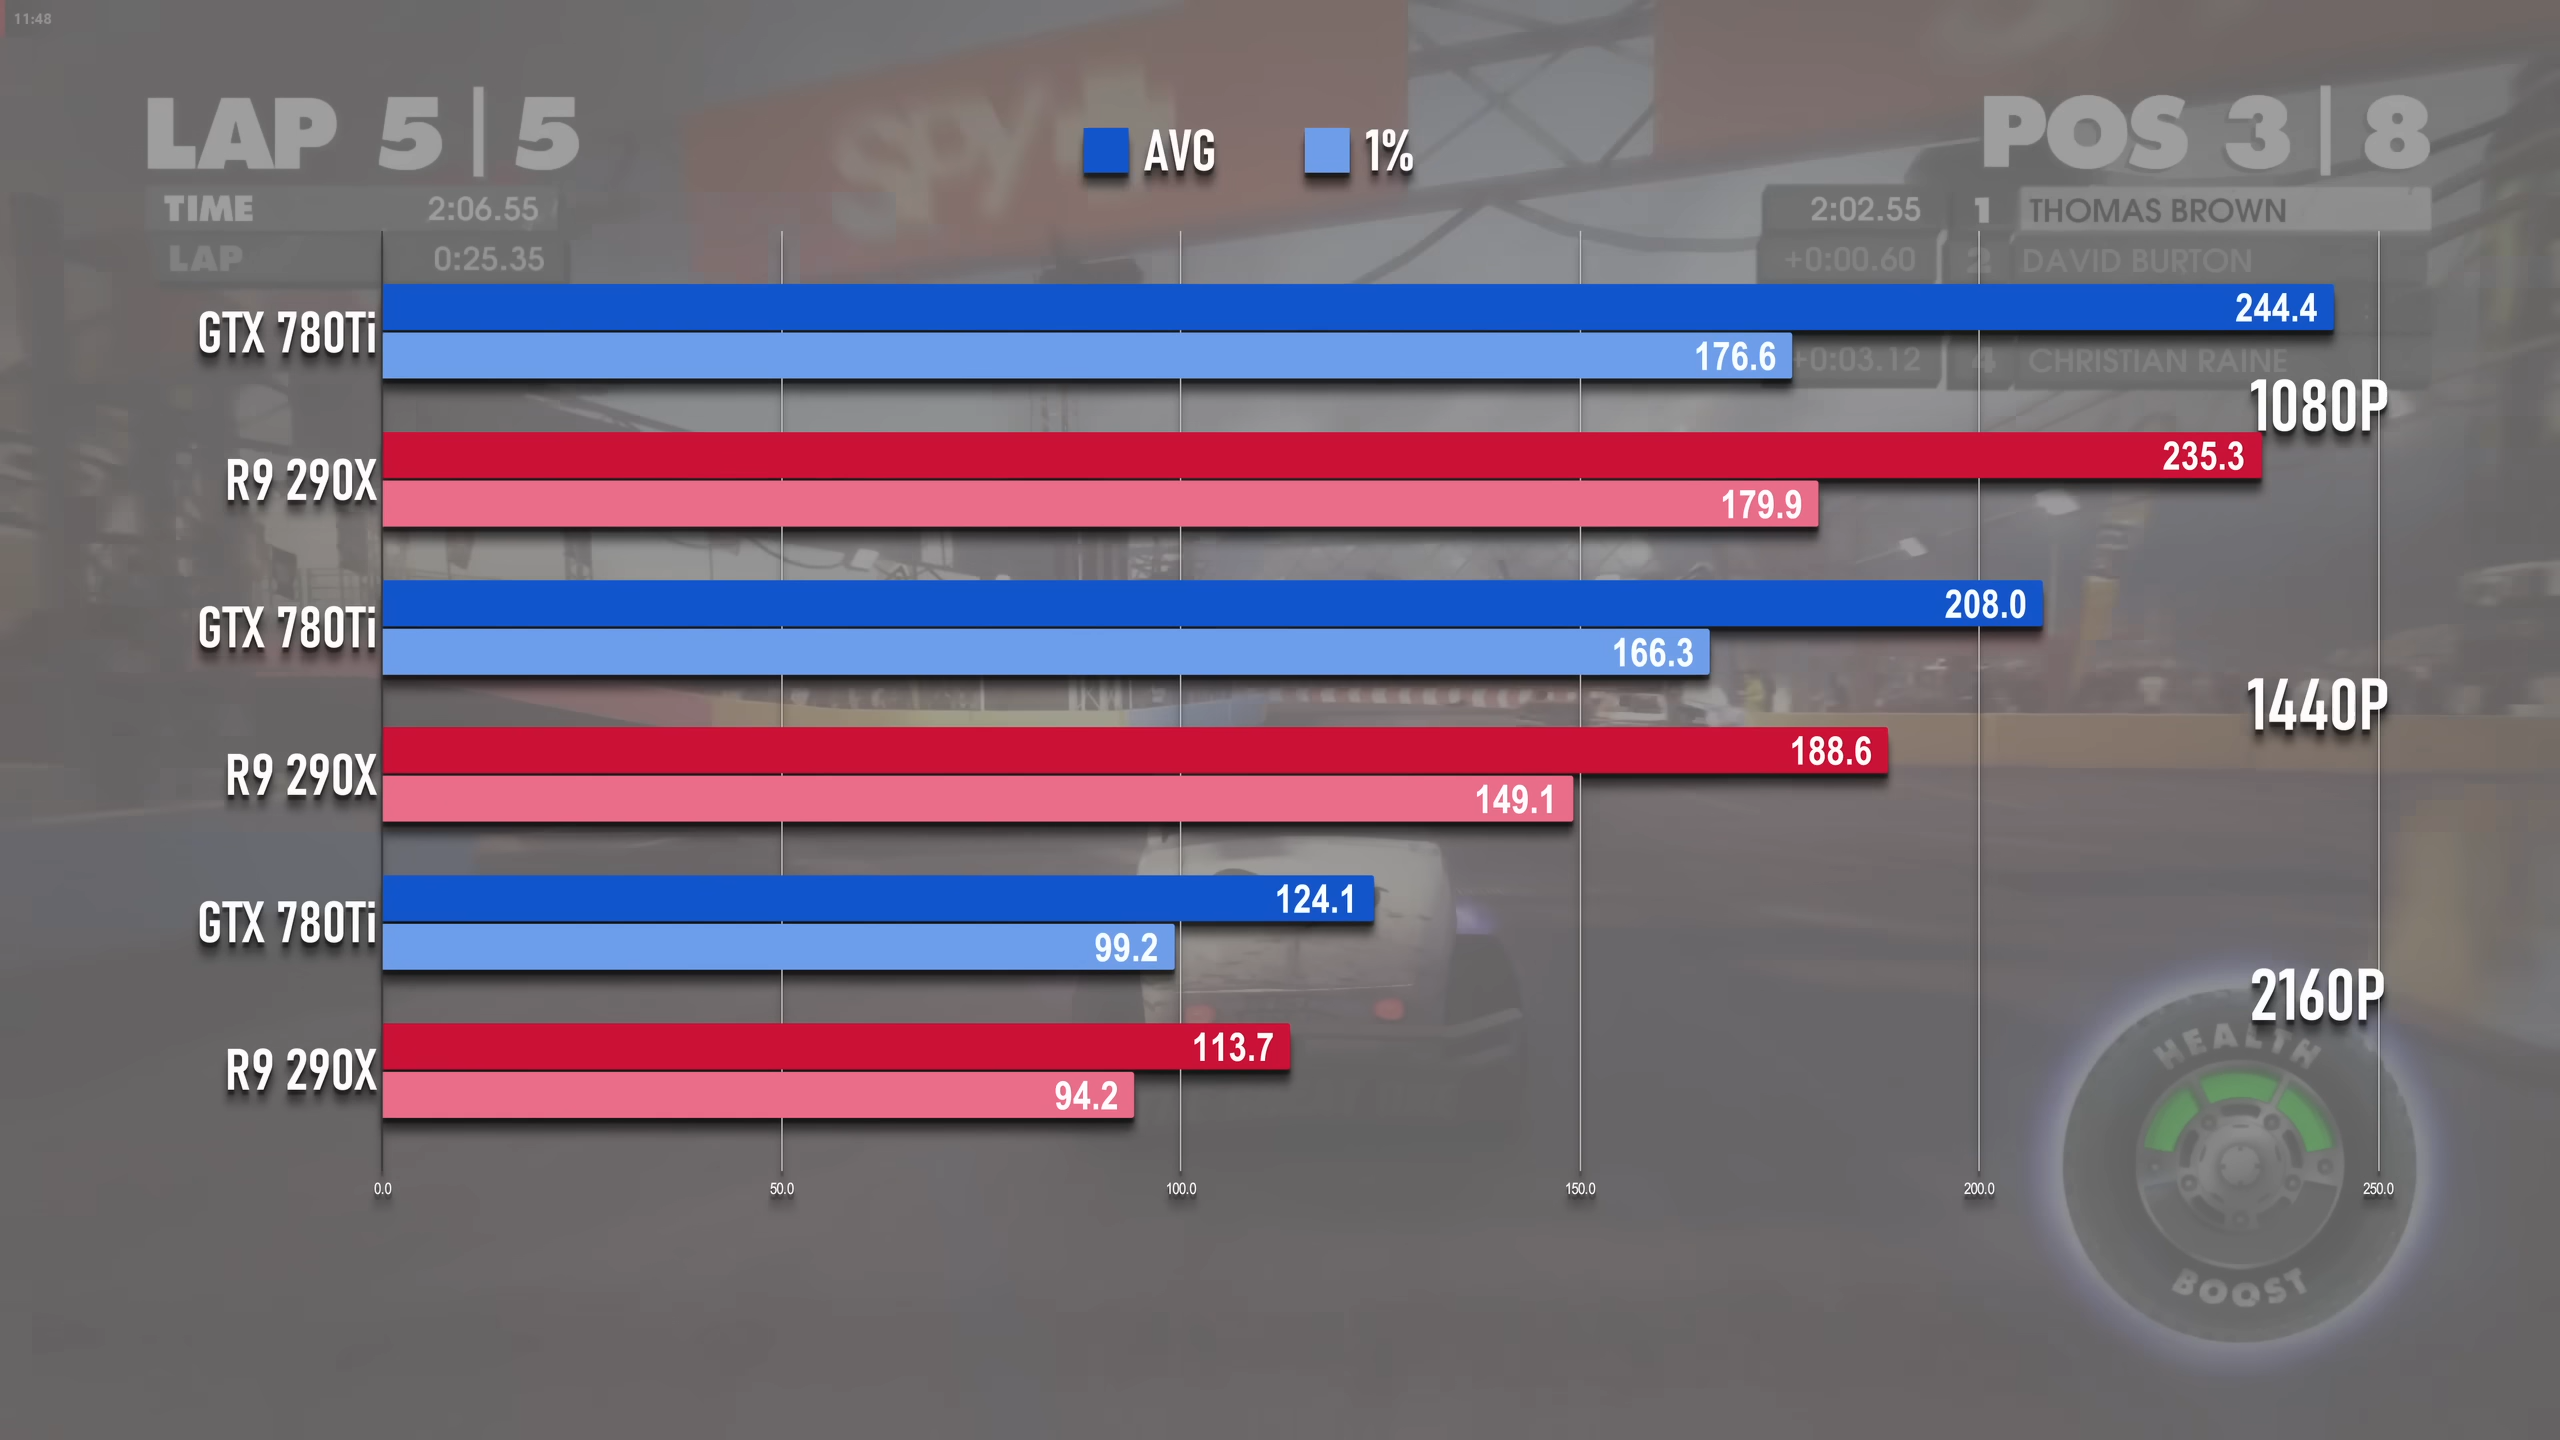 11:48
LAP 5|5
POS 3|8
AVG
1%
TIME 2:06.55
LAP 0:25.35
2:02.55 1 THOMAS BROWN
+0:00.60 2 DAVID BURTON
+0:03.12 4 CHRISTIAN RAINE
spy
GTX 780Ti
244.4
176.6
1080P
R9 290X
235.3
179.9
GTX 780Ti
208.0
166.3
1440P
R9 290X
188.6
149.1
GTX 780Ti
124.1
99.2
2160P
R9 290X
113.7
94.2
HEALTH
BOOST
0.0 50.0 100.0 150.0 200.0 250.0